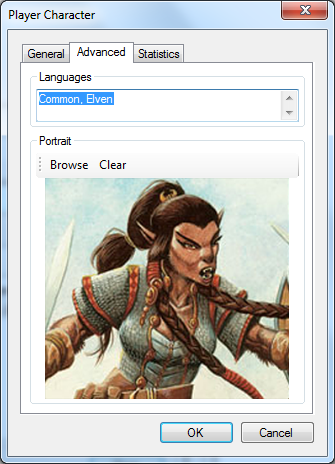 Player Character
General Advanced Statistics
Languages
Common, Elven
Portrait
Browse Clear
OK Cancel